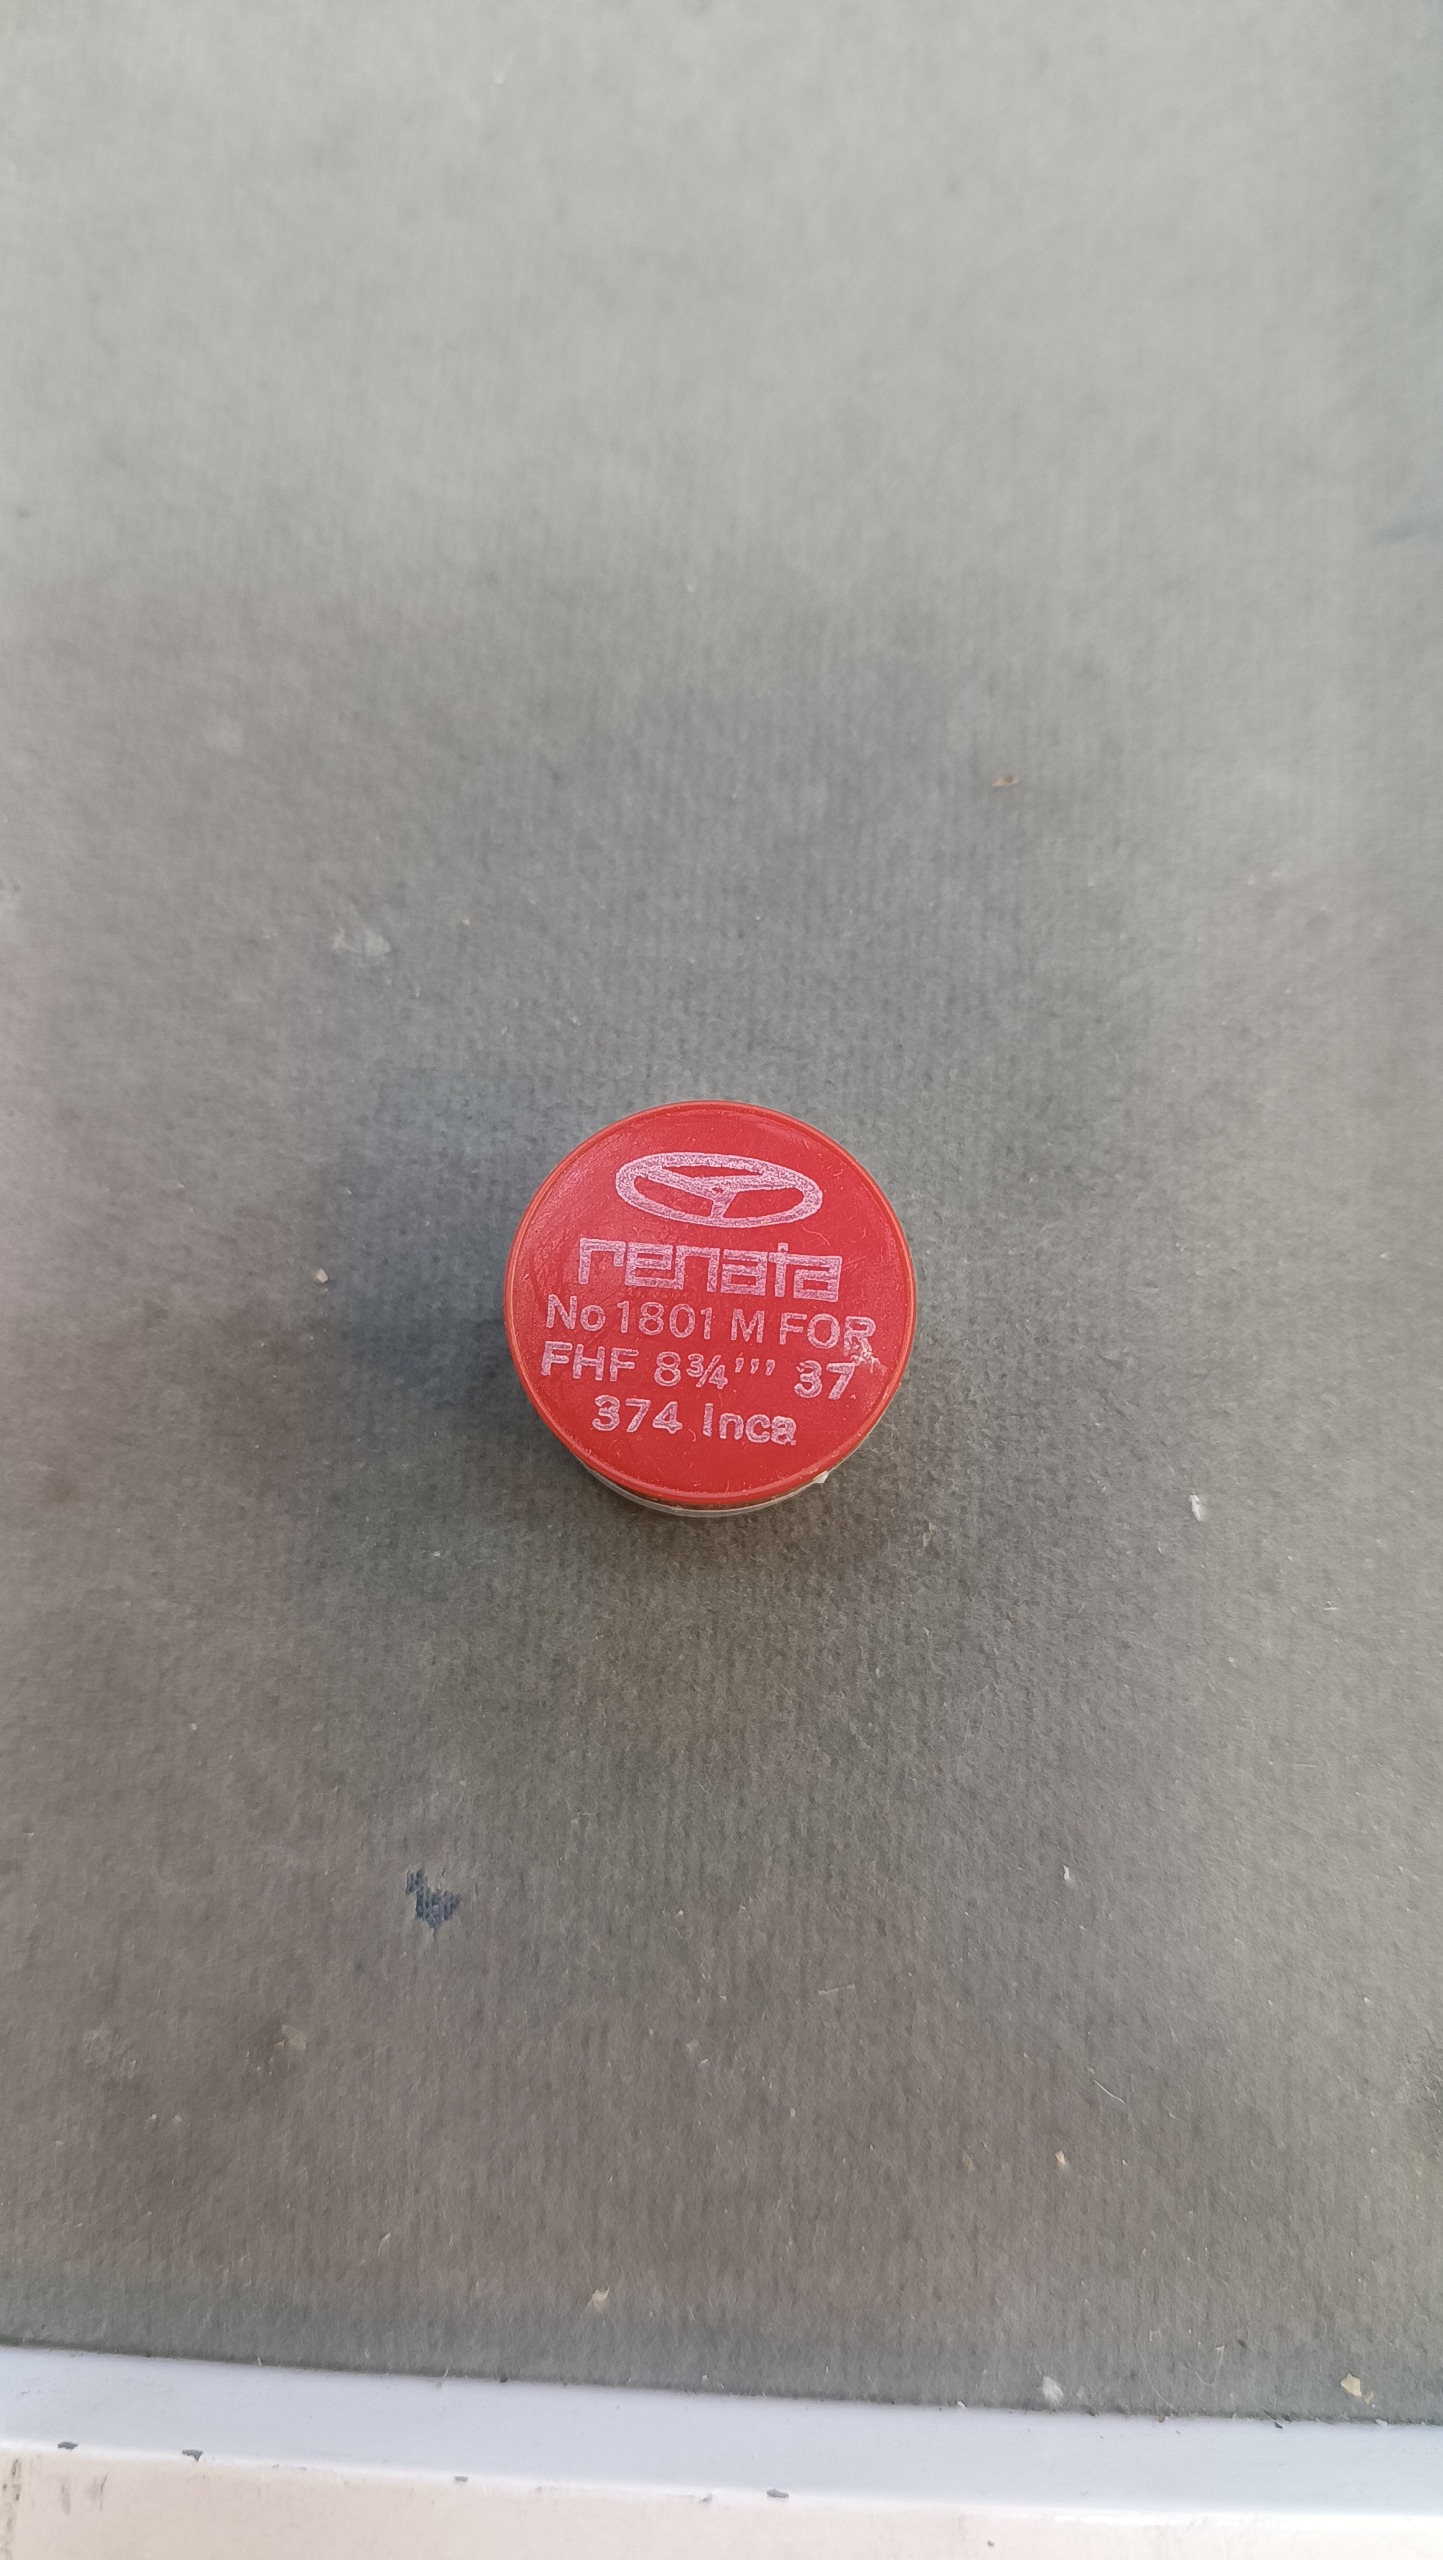 renata
No 1801 M FOR
FHF 8¾''' 37
374 Inca